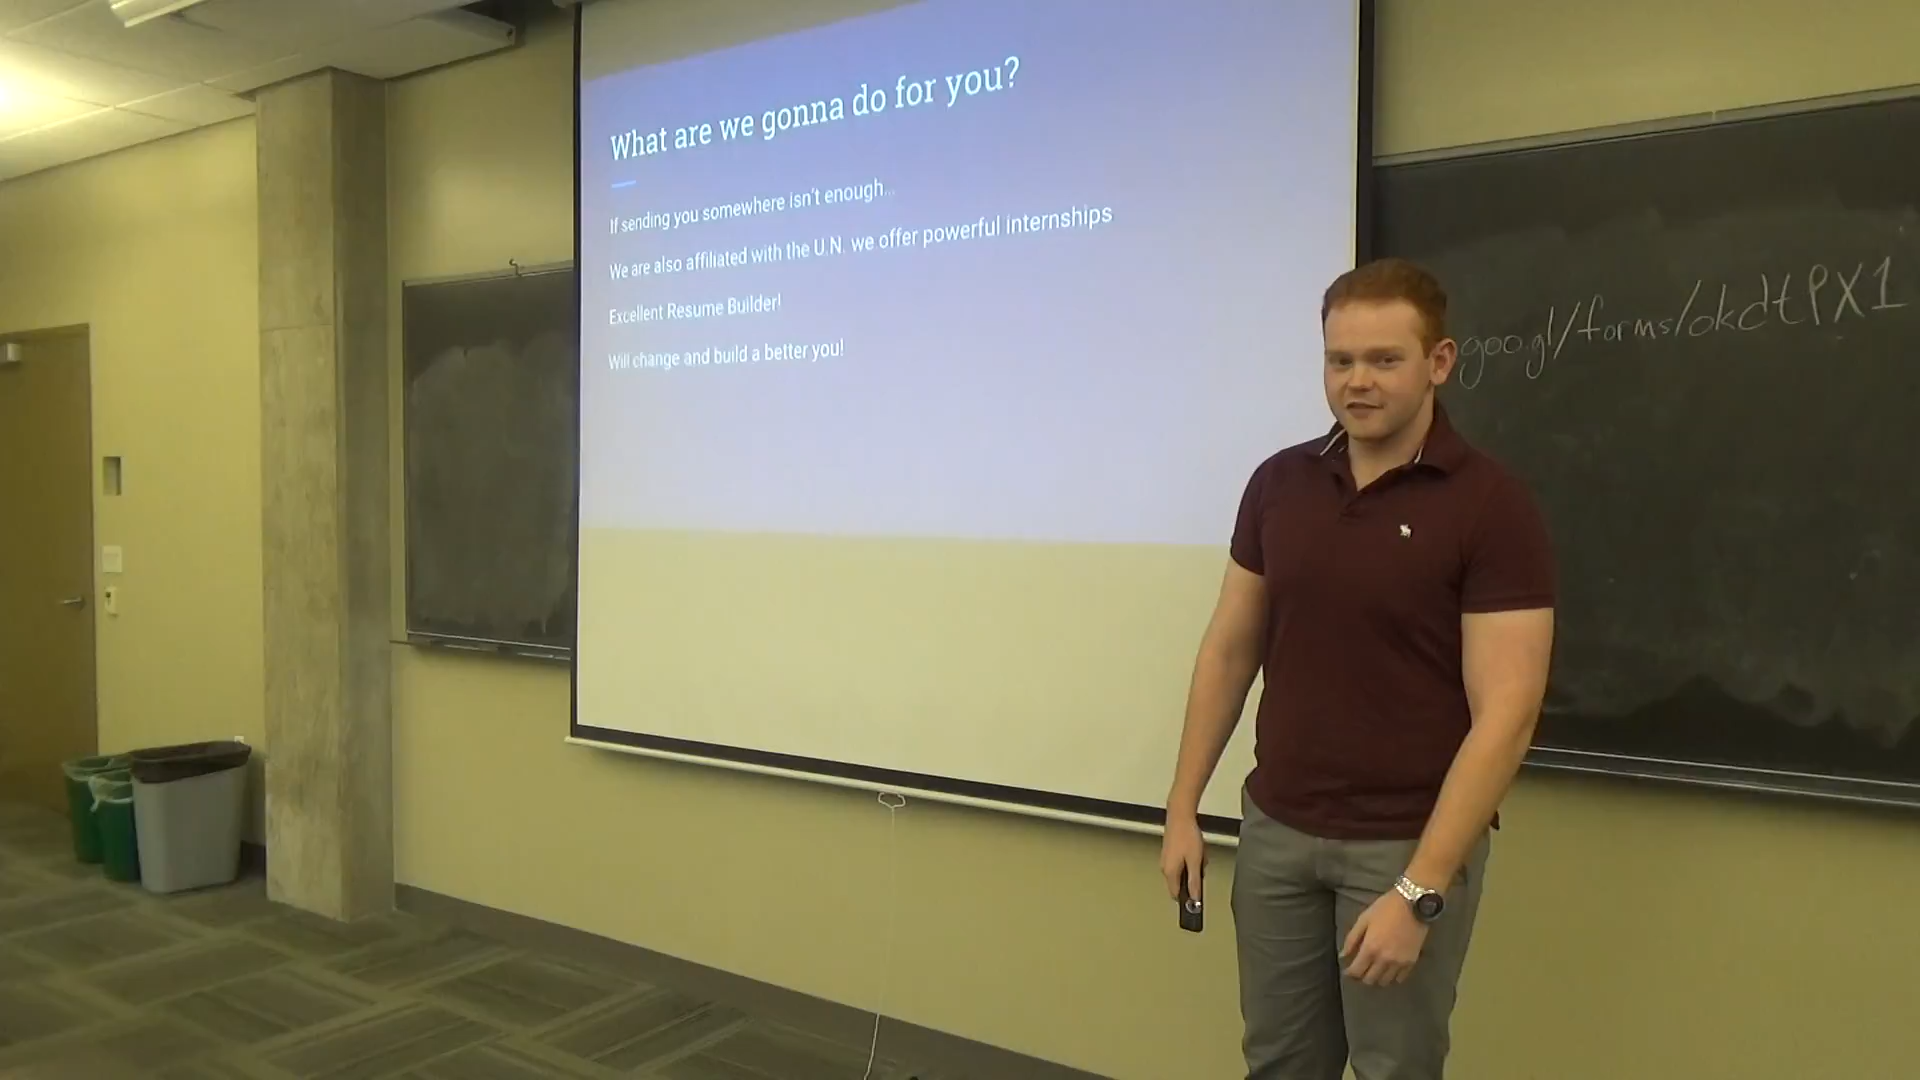 What are we gonna do for you?
If sending you somewhere isn't enough...
We are also affiliated with the U.N. we offer powerful internships
Excellent Resume Builder!
Will change and build a better you!
goo.gl/forms/okdtPX1